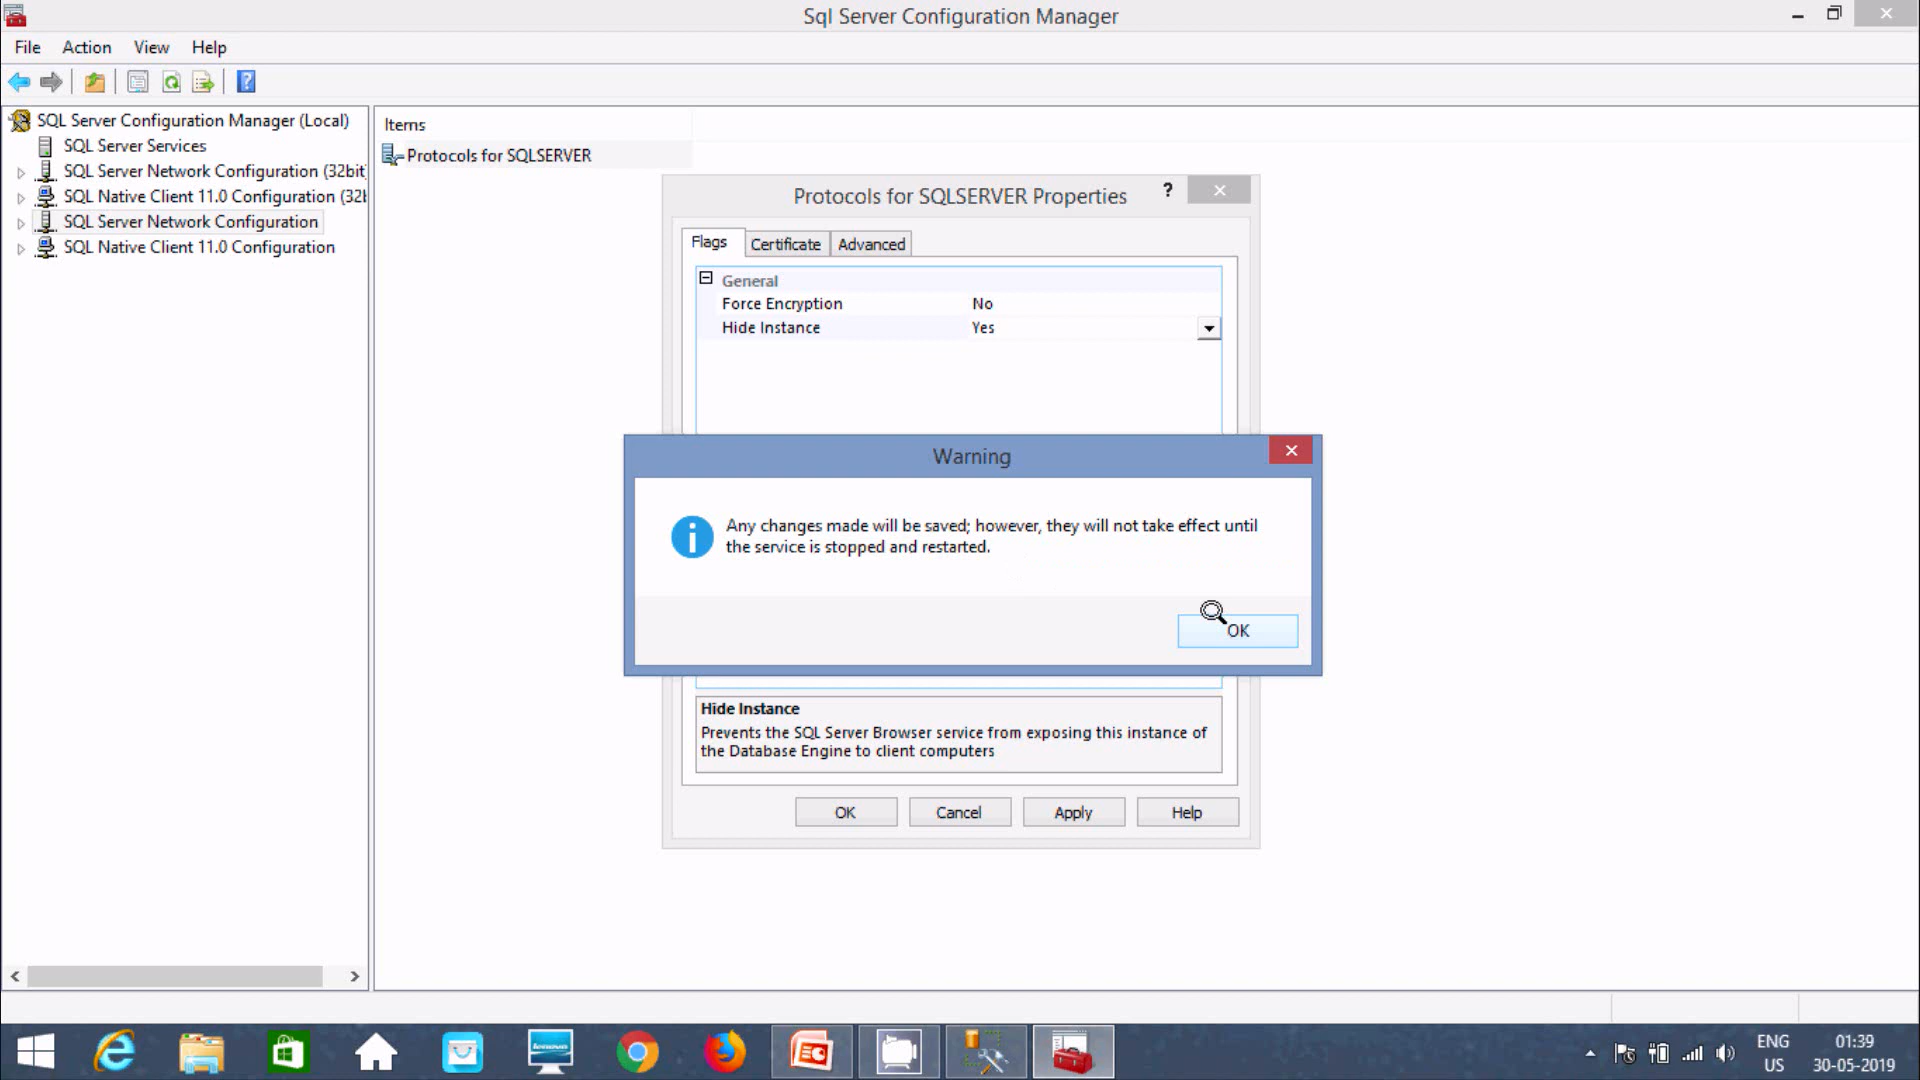 Sql Server Configuration Manager
File Action View Help
SQL Server Configuration Manager (Local)
SQL Server Services
SQL Server Network Configuration (32bit
SQL Native Client 11.0 Configuration (32b
SQL Server Network Configuration
SQL Native Client 11.0 Configuration
Items
Protocols for SQLSERVER
Protocols for SQLSERVER Properties
?
Flags Certificate Advanced
General
Force Encryption No
Hide Instance Yes
Warning
Any changes made will be saved; however, they will not take effect until
the service is stopped and restarted.
OK
Hide Instance
Prevents the SQL Server Browser service from exposing this instance of
the Database Engine to client computers
OK Cancel Apply Help
lenovo
ENG
US
01:39
30-05-2019